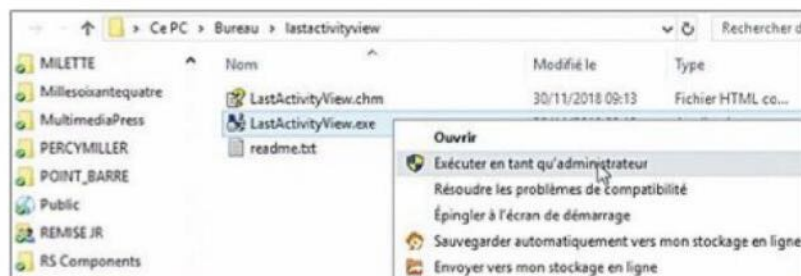 Ce PC > Bureau > lastactivityview
Rechercher d
MILETTE
Millesoixantequatre
MultimediaPress
PERCYMILLER
POINT_BARRE
Public
REMISE JR
RS Components
Nom
Modifié le
Type
LastActivityView.chm
30/11/2018 09:13
Fichier HTML co...
LastActivityView.exe
readme.txt
Ouvrir
Exécuter en tant qu'administrateur
Résoudre les problèmes de compatibilité
Épingler à l'écran de démarrage
Sauvegarder automatiquement vers mon stockage en ligne
Envoyer vers mon stockage en ligne